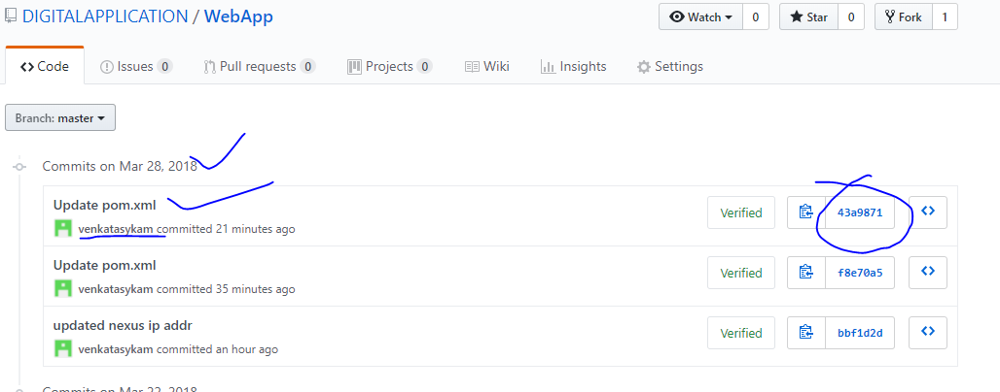 DIGITALAPPLICATION / WebApp
Watch 0 Star 0 Fork 1
Code Issues 0 Pull requests 0 Projects 0 Wiki Insights Settings
Branch: master
Commits on Mar 28, 2018
Update pom.xml
venkatasykam committed 21 minutes ago
Verified 43a9871
Update pom.xml
venkatasykam committed 35 minutes ago
Verified f8e70a5
updated nexus ip addr
venkatasykam committed an hour ago
Verified bbf1d2d
Commits on Mar 22, 2018